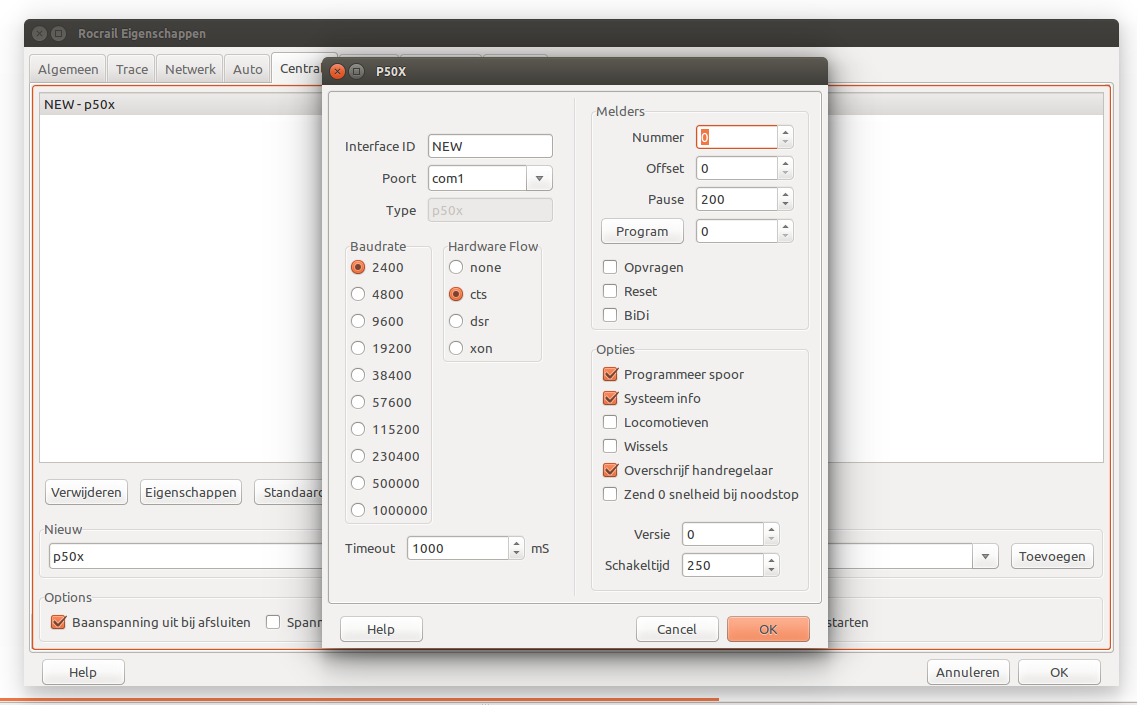 Rocrail Eigenschappen
Algemeen
Trace
Netwerk
Auto
Centra
NEW - p50x
P50X
Interface ID
NEW
Poort
com1
Type
p50x
Baudrate
2400
4800
9600
19200
38400
57600
115200
230400
500000
1000000
Hardware Flow
none
cts
dsr
xon
Timeout
1000
mS
Melders
Nummer
0
Offset
0
Pause
200
Program
0
Opvragen
Reset
BiDi
Opties
Programmeer spoor
Systeem info
Locomotieven
Wissels
Overschrijf handregelaar
Zend 0 snelheid bij noodstop
Versie
0
Schakeltijd
250
Help
Cancel
OK
Verwijderen
Eigenschappen
Standaard
Nieuw
p50x
Toevoegen
Options
Baanspanning uit bij afsluiten
Spann
starten
Help
Annuleren
OK